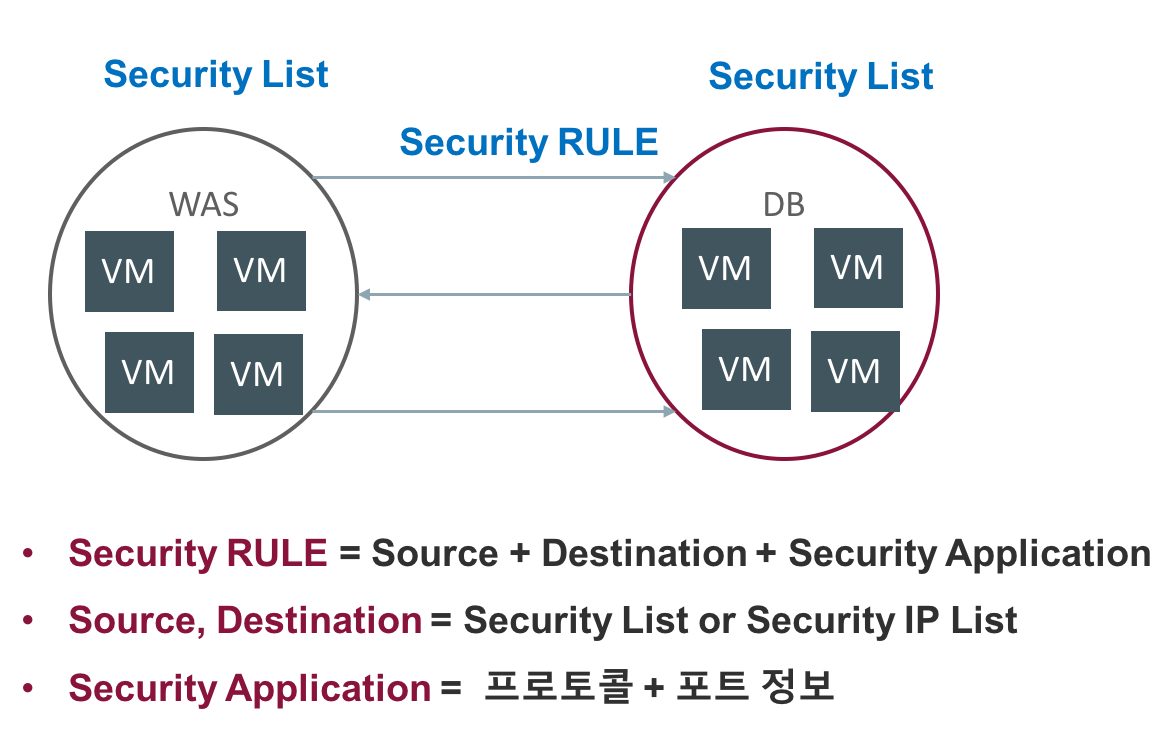 Security List
Security List
Security RULE
WAS
VM
VM
VM
VM
DB
VM
VM
VM
VM
• Security RULE = Source + Destination + Security Application
• Source, Destination = Security List or Security IP List
• Security Application = 프로토콜 + 포트 정보